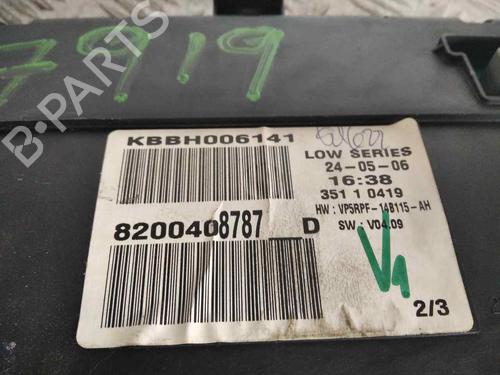 7919
B-PARTS
KBBH006141
LOW SERIES
24-05-06
16:38
351 1 0419
HW : VP5RPF-14B115-AH
SW : V04.09
8200408787__D
V1
2/3